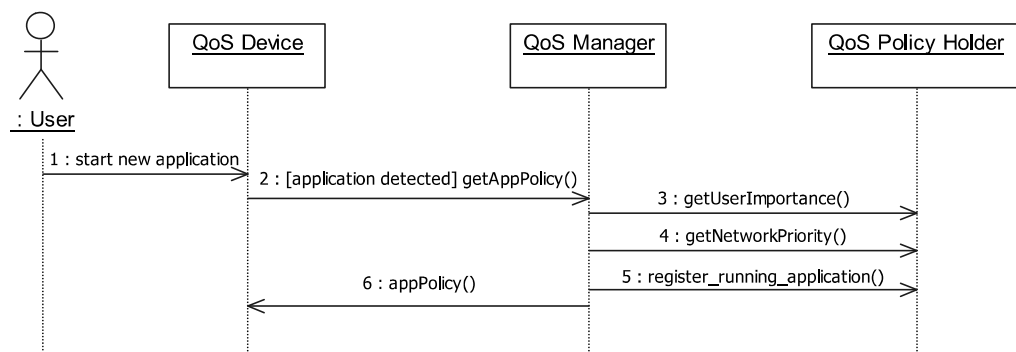 QoS Device
QoS Manager
QoS Policy Holder
: User
1 : start new application
2 : [application detected] getAppPolicy()
3 : getUserImportance()
4 : getNetworkPriority()
5 : register_running_application()
6 : appPolicy()